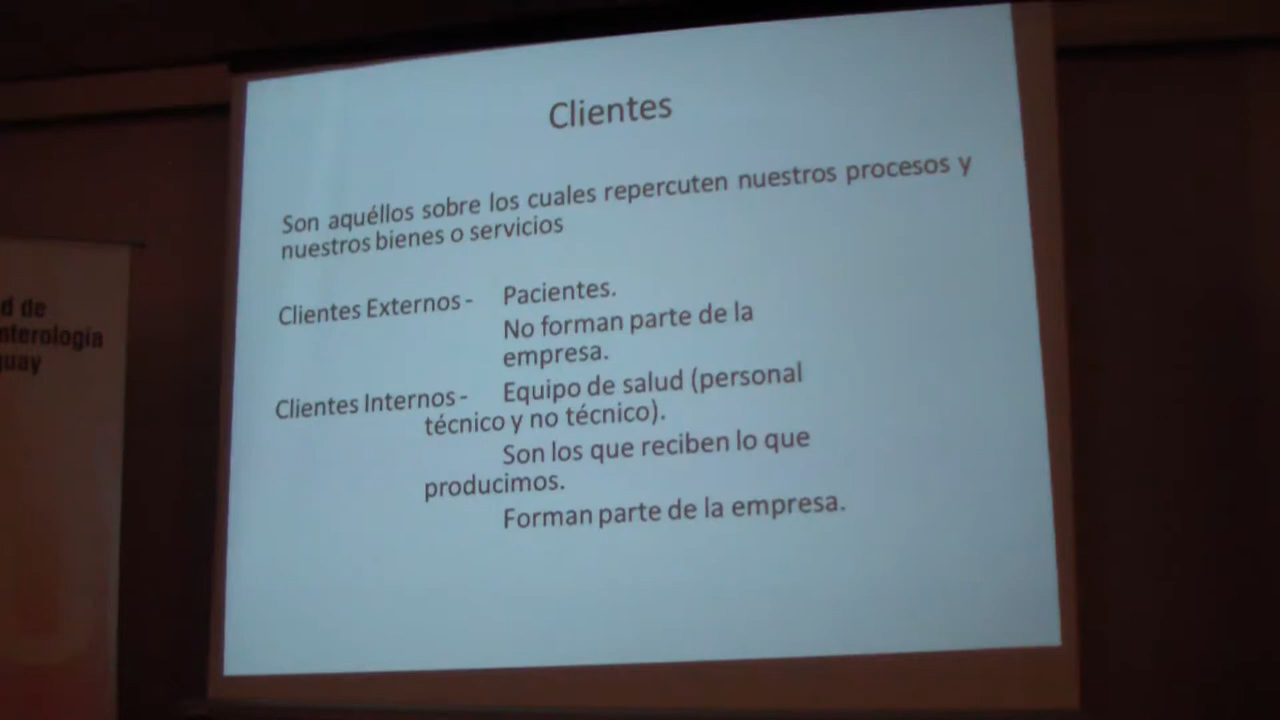 Clientes
Son aquéllos sobre los cuales repercuten nuestros procesos y
nuestros bienes o servicios
Clientes Externos - Pacientes.
No forman parte de la
empresa.
Clientes Internos - Equipo de salud (personal
técnico y no técnico).
Son los que reciben lo que
producimos.
Forman parte de la empresa.
d de
nterología
guay